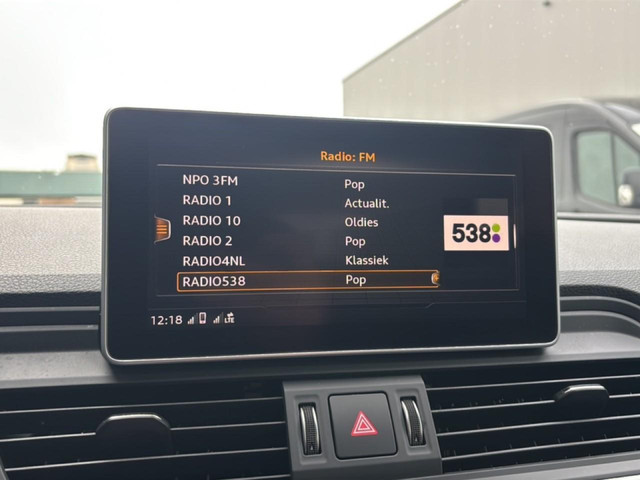 Radio: FM
NPO 3FM Pop
RADIO 1 Actualit.
RADIO 10 Oldies
RADIO 2 Pop
RADIO4NL Klassiek
RADIO538 Pop
538
12:18 LTE